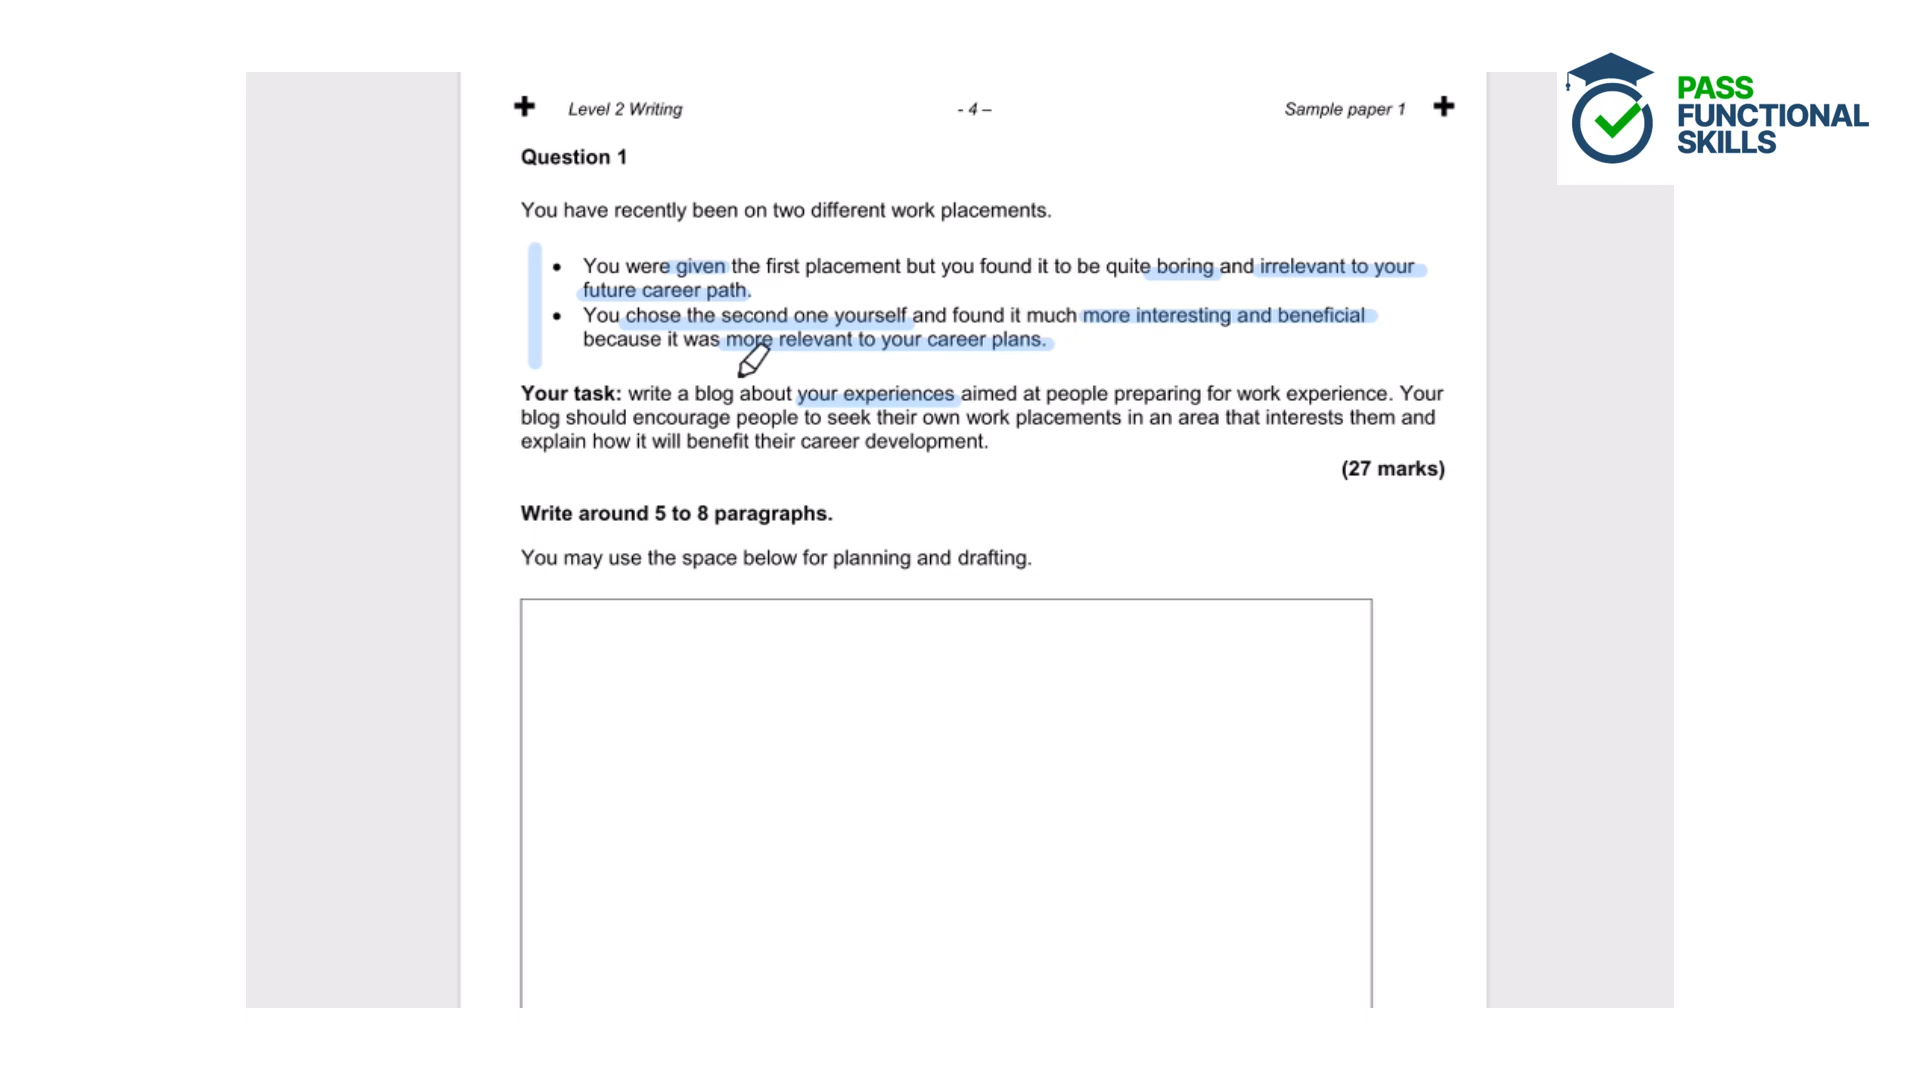 Level 2 Writing - 4 – Sample paper 1
PASS
FUNCTIONAL
SKILLS
Question 1
You have recently been on two different work placements.
• You were given the first placement but you found it to be quite boring and irrelevant to your
future career path.
• You chose the second one yourself and found it much more interesting and beneficial
because it was more relevant to your career plans.
Your task: write a blog about your experiences aimed at people preparing for work experience. Your
blog should encourage people to seek their own work placements in an area that interests them and
explain how it will benefit their career development.
(27 marks)
Write around 5 to 8 paragraphs.
You may use the space below for planning and drafting.